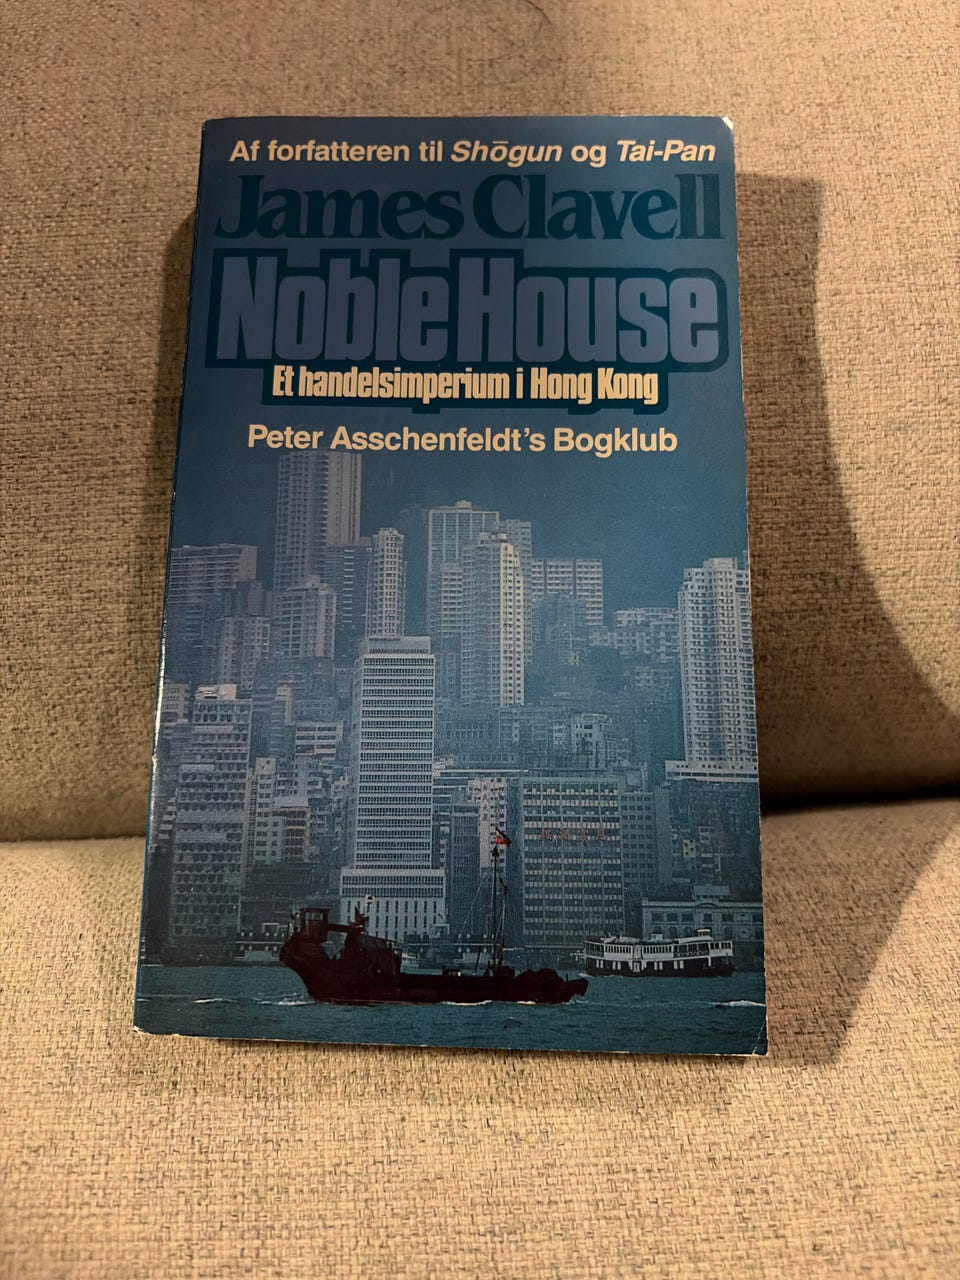 Af forfatteren til Shōgun og Tai-Pan
James Clavell
Noble House
Et handelsimperium i Hong Kong
Peter Asschenfeldt's Bogklub